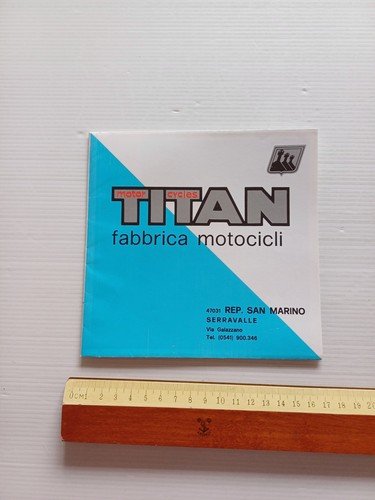 motor cycles
TITAN
fabbrica motocicli
47031 REP. SAN MARINO
SERRAVALLE
Via Galazzano
Tel. (0541) 900.346
0 CM 1 2 3 4 5 6 7 8 9 10 11 12 13 14 15 16 17 18 19 20